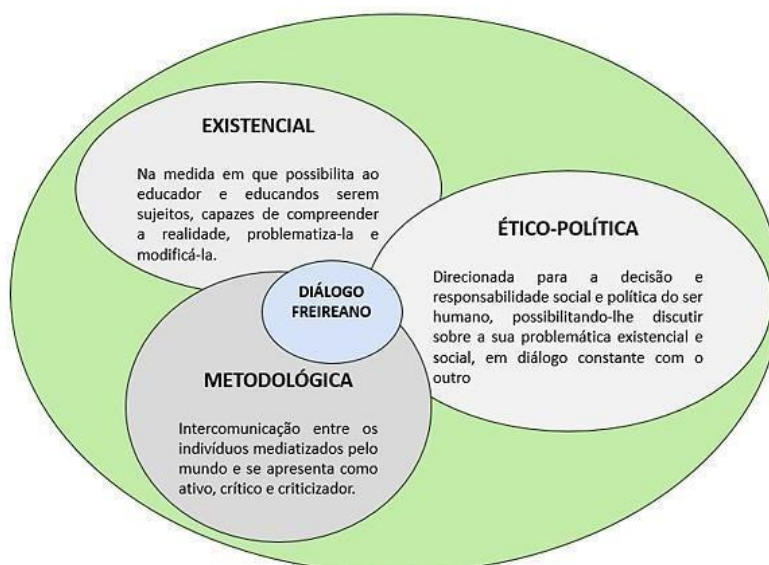 EXISTENCIAL
Na medida em que possibilita ao
educador e educandos serem
sujeitos, capazes de compreender
a realidade, problematiza-la e
modificá-la.
ÉTICO-POLÍTICA
Direcionada para a decisão e
responsabilidade social e política do ser
humano, possibilitando-lhe discutir
sobre a sua problemática existencial e
social, em diálogo constante com o
outro
DIÁLOGO
FREIREANO
METODOLÓGICA
Intercomunicação entre os
indivíduos mediatizados pelo
mundo e se apresenta como
ativo, crítico e criticizador.